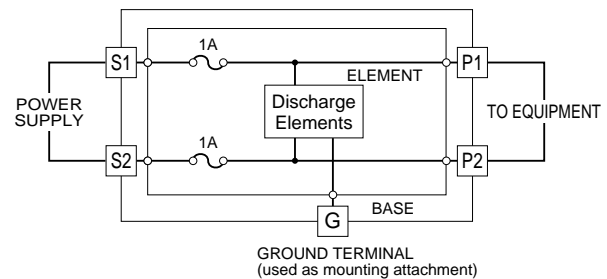 1A
S1
P1
ELEMENT
POWER
SUPPLY
Discharge
Elements
TO EQUIPMENT
1A
S2
P2
G
BASE
GROUND TERMINAL
(used as mounting attachment)